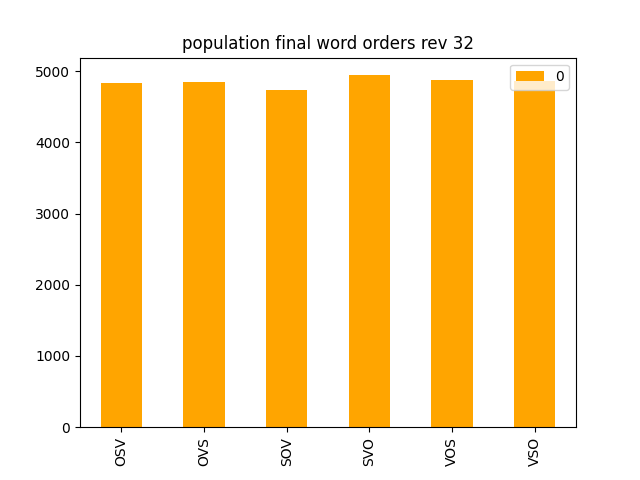 population final word orders rev 32
0
5000
4000
3000
2000
1000
0
OSV
OVS
SOV
SVO
VOS
VSO